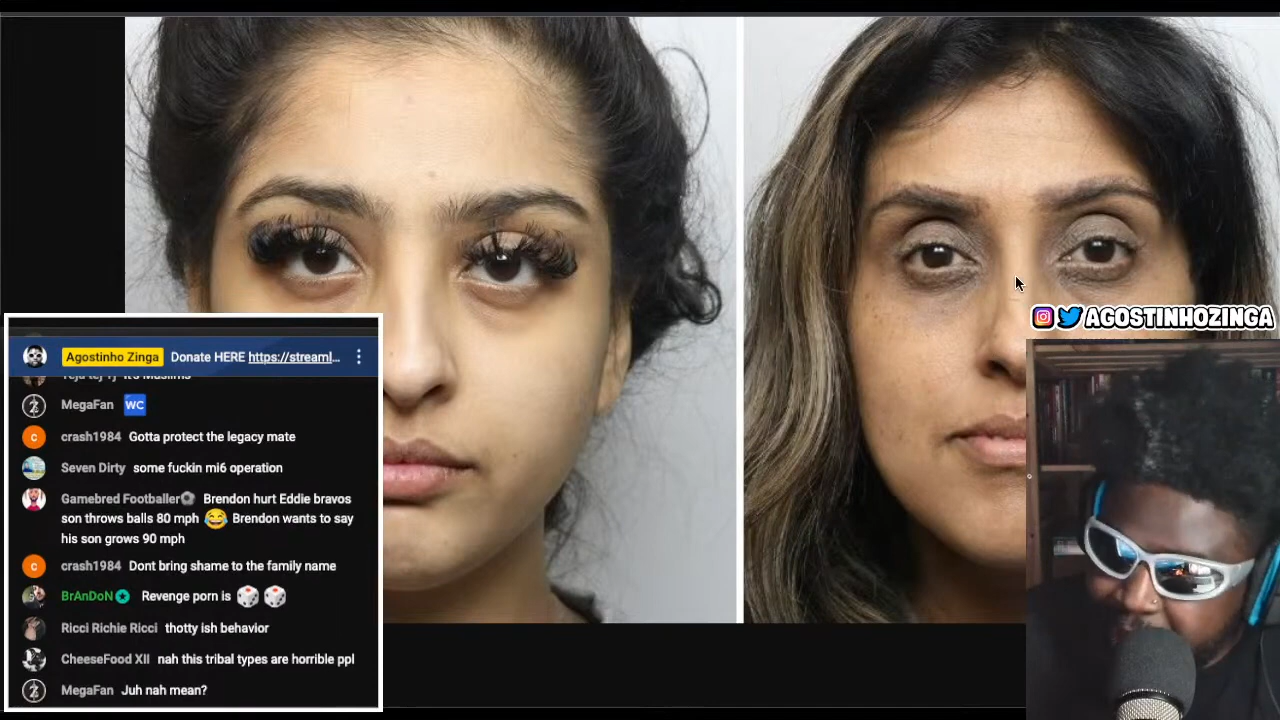 Agostinho Zinga Donate HERE https://streaml...
MegaFan WC
crash1984 Gotta protect the legacy mate
Seven Dirty some fuckin mi6 operation
Gamebred Footballer⚽ Brendon hurt Eddie bravos
son throws balls 80 mph 😂 Brendon wants to say
his son grows 90 mph
crash1984 Dont bring shame to the family name
BrAnDoN Revenge porn is 🎲 🎲
Ricci Richie Ricci thotty ish behavior
CheeseFood XII nah this tribal types are horrible ppl
MegaFan Juh nah mean?
AGOSTINHOZINGA